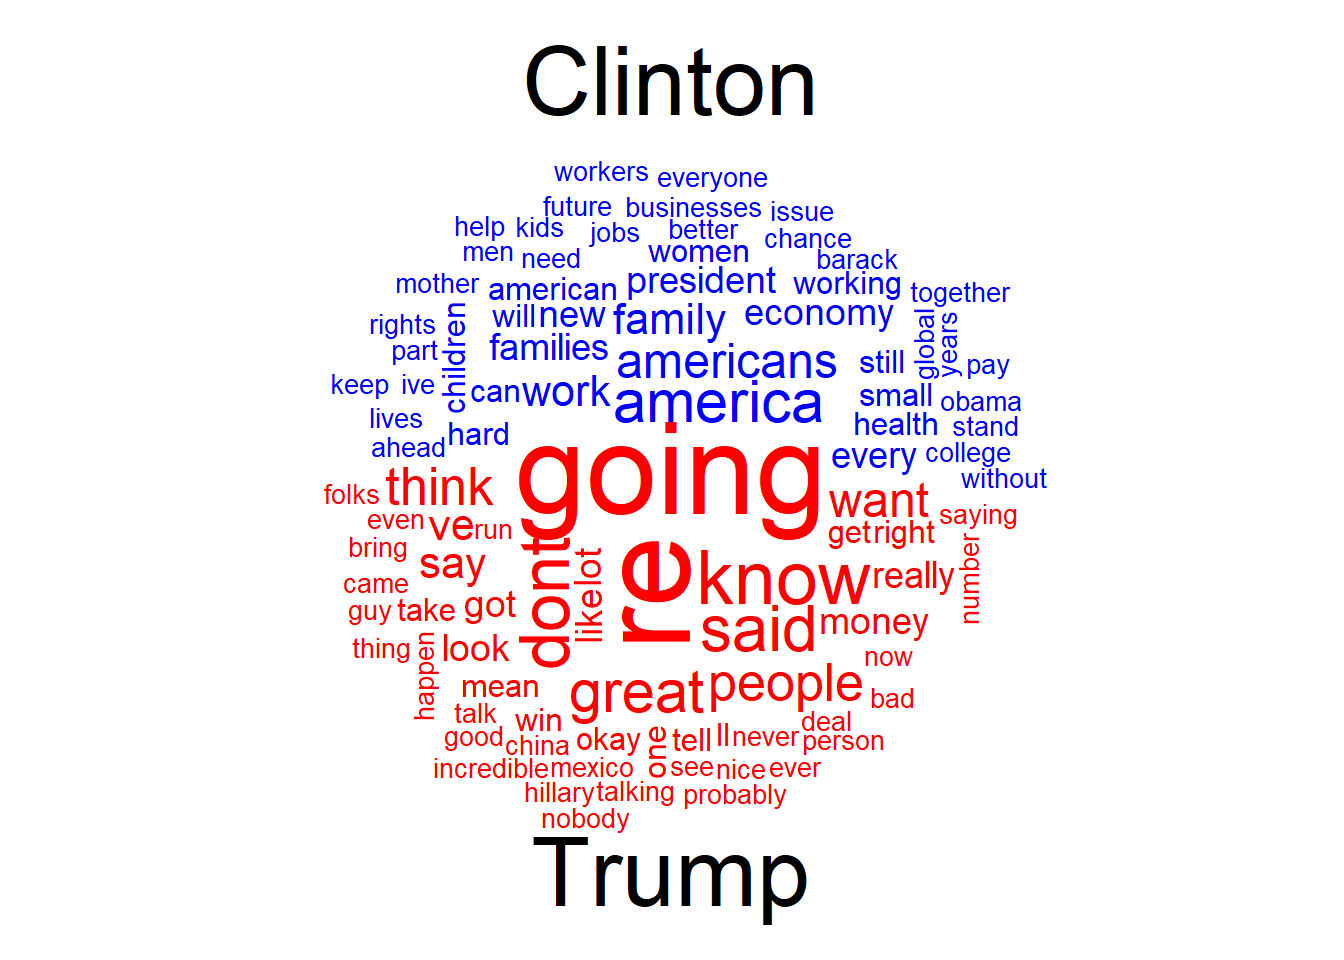 Clinton
workers everyone
future businesses issue
help kids jobs better chance
men need women barack
mother american president working together
rights will new family economy global years
part children families americans still pay
keep ive can work america small obama
lives health stand
ahead hard every college
without
going
folks think want saying
even ve run get right
bring say dont like lot re know really number
came
guy take got said money
thing look now
happen mean great people bad
talk win deal
good china okay one tell ll never person
incredible mexico see nice ever
hillary talking probably
nobody
Trump